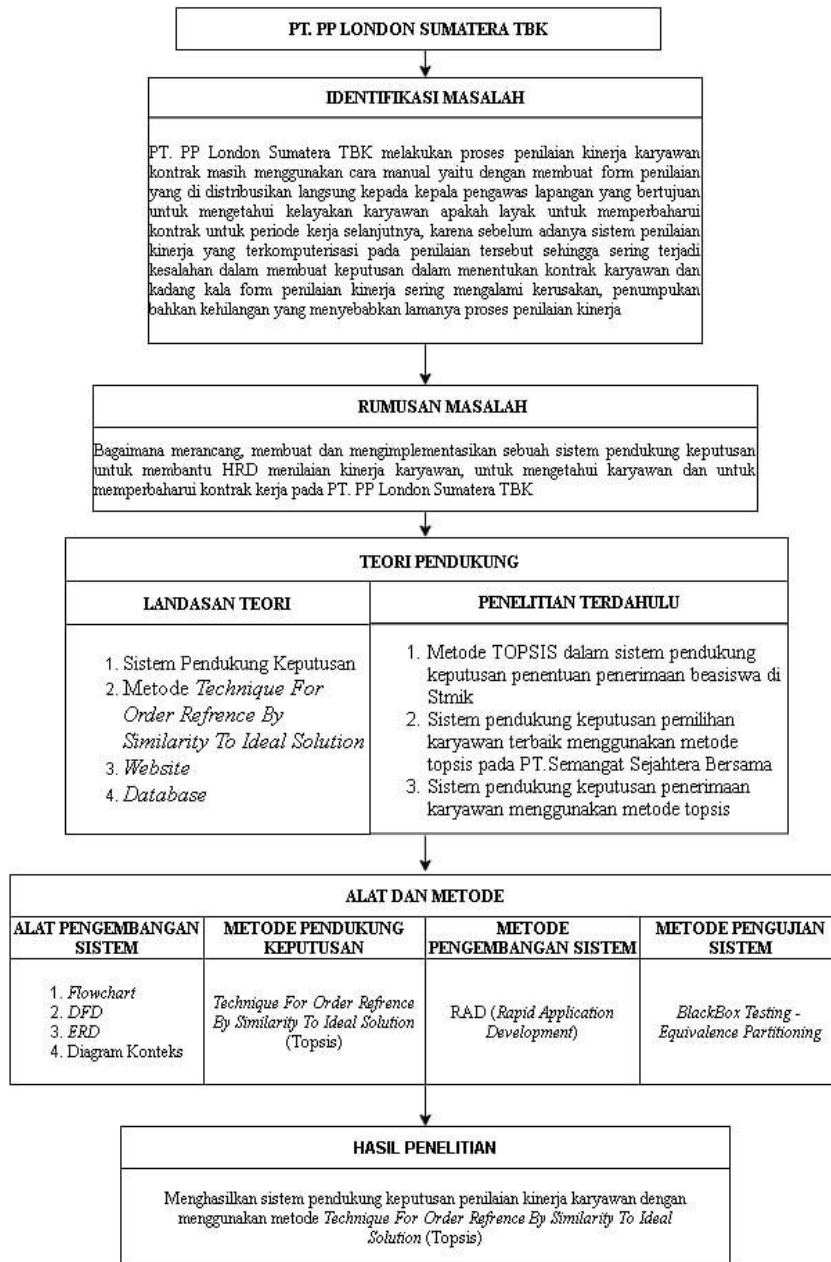 PT. PP LONDON SUMATERA TBK
IDENTIFIKASI MASALAH
PT. PP London Sumatera TBK melakukan proses penilaian kinerja karyawan
kontrak masih menggunakan cara manual yaitu dengan membuat form penilaian
yang di distribusikan langsung kepada kepala pengawas lapangan yang bertujuan
untuk mengetahui kelayakan karyawan apakah layak untuk memperbaharui
kontrak untuk periode kerja selanjutnya, karena sebelum adanya sistem penilaian
kinerja yang terkomputerisasi pada penilaian tersebut sehingga sering terjadi
kesalahan dalam membuat keputusan dalam menentukan kontrak karyawan dan
kadang kala form penilaian kinerja sering mengalami kerusakan, penumpukan
bahkan kehilangan yang menyebabkan lamanya proses penilaian kinerja
RUMUSAN MASALAH
Bagaimana merancang, membuat dan mengimplementasikan sebuah sistem pendukung keputusan
untuk membantu HRD menilaian kinerja karyawan, untuk mengetahui karyawan dan untuk
memperbaharui kontrak kerja pada PT. PP London Sumatera TBK
TEORI PENDUKUNG
LANDASAN TEORI
1. Sistem Pendukung Keputusan
2. Metode Technique For
Order Refrence By
Similarity To Ideal Solution
3. Website
4. Database
PENELITIAN TERDAHULU
1. Metode TOPSIS dalam sistem pendukung
keputusan penentuan penerimaan beasiswa di
Stmik
2. Sistem pendukung keputusan pemilihan
karyawan terbaik menggunakan metode
topsis pada PT.Semangat Sejahtera Bersama
3. Sistem pendukung keputusan penerimaan
karyawan menggunakan metode topsis
ALAT DAN METODE
ALAT PENGEMBANGAN
SISTEM
1. Flowchart
2. DFD
3. ERD
4. Diagram Konteks
METODE PENDUKUNG
KEPUTUSAN
Technique For Order Refrence
By Similarity To Ideal Solution
(Topsis)
METODE
PENGEMBANGAN SISTEM
RAD (Rapid Application
Development)
METODE PENGUJIAN
SISTEM
BlackBox Testing -
Equivalence Partitioning
HASIL PENELITIAN
Menghasilkan sistem pendukung keputusan penilaian kinerja karyawan dengan
menggunakan metode Technique For Order Refrence By Similarity To Ideal
Solution (Topsis)